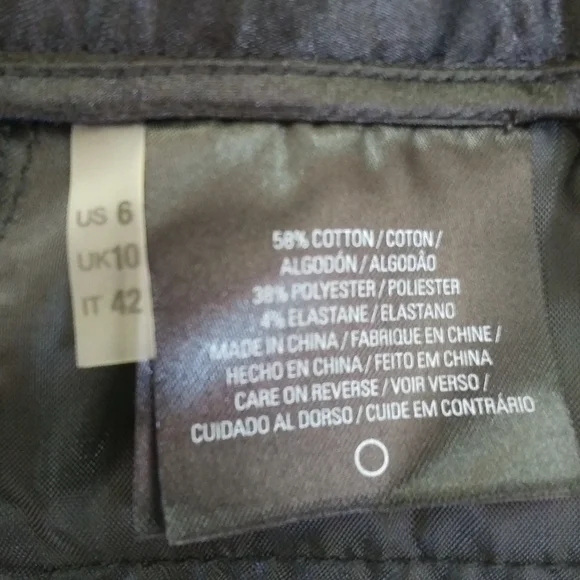 US 6
UK10
IT 42
58% COTTON / COTON /
ALGODÓN / ALGODÃO
38% POLYESTER / POLIESTER
4% ELASTANE / ELASTANO
MADE IN CHINA / FABRIQUE EN CHINE /
HECHO EN CHINA / FEITO EM CHINA
CARE ON REVERSE / VOIR VERSO /
CUIDADO AL DORSO / CUIDE EM CONTRÁRIO